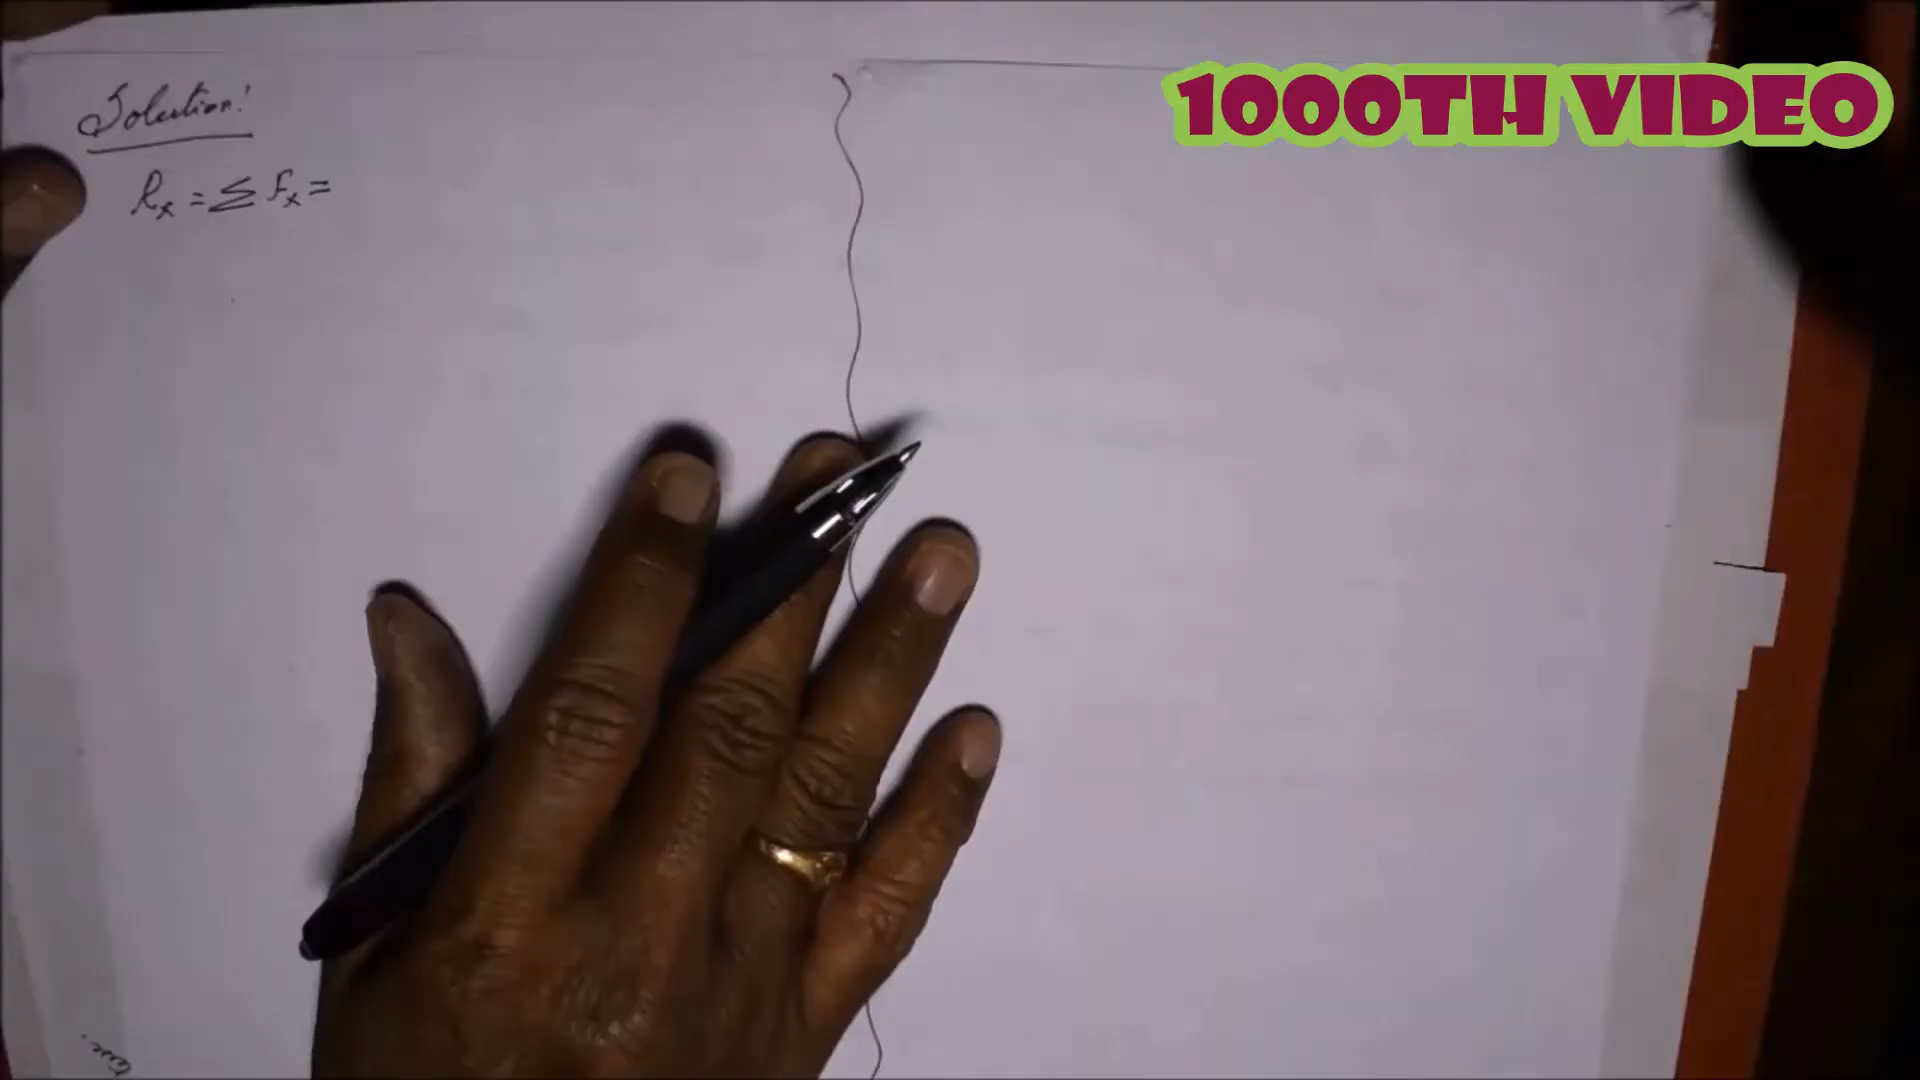 1000TH VIDEO
Solution!
Rx = ΣFx =